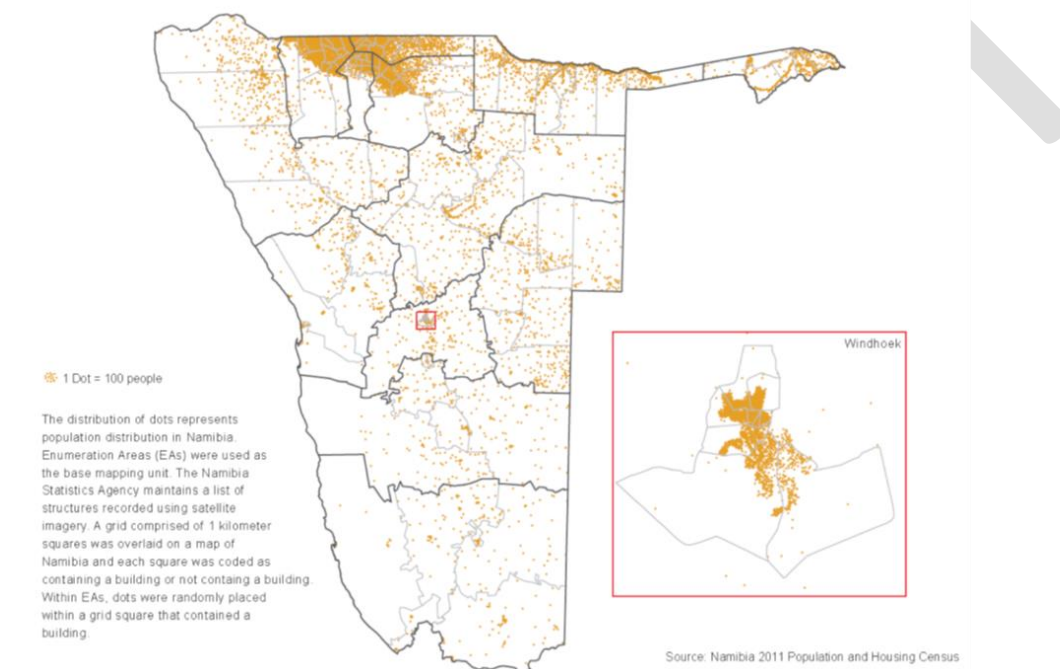 Windhoek
1 Dot = 100 people
The distribution of dots represents
population distribution in Namibia.
Enumeration Areas (EAs) were used as
the base mapping unit. The Namibia
Statistics Agency maintains a list of
structures recorded using satellite
imagery. A grid comprised of 1 kilometer
squares was overlaid on a map of
Namibia and each square was coded as
containing a building or not containg a building.
Within EAs, dots were randomly placed
within a grid square that contained a
building.
Source: Namibia 2011 Population and Housing Census